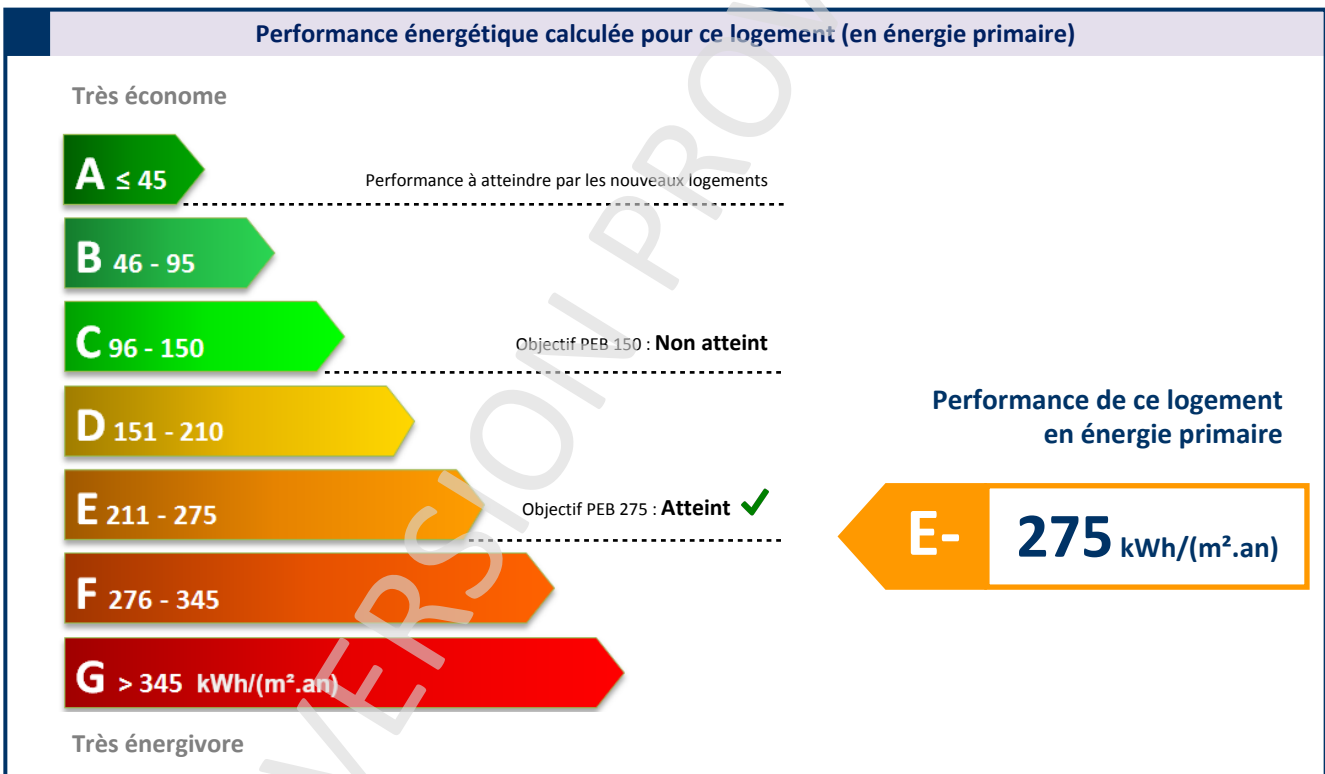 Performance énergétique calculée pour ce logement (en énergie primaire)
Très économe
A ≤ 45
Performance à atteindre par les nouveaux logements
B 46 - 95
C 96 - 150
Objectif PEB 150 : Non atteint
D 151 - 210
Performance de ce logement
en énergie primaire
E 211 - 275
Objectif PEB 275 : Atteint ✓
E- 275 kWh/(m².an)
F 276 - 345
G > 345 kWh/(m².an)
Très énergivore
VERSION PROV